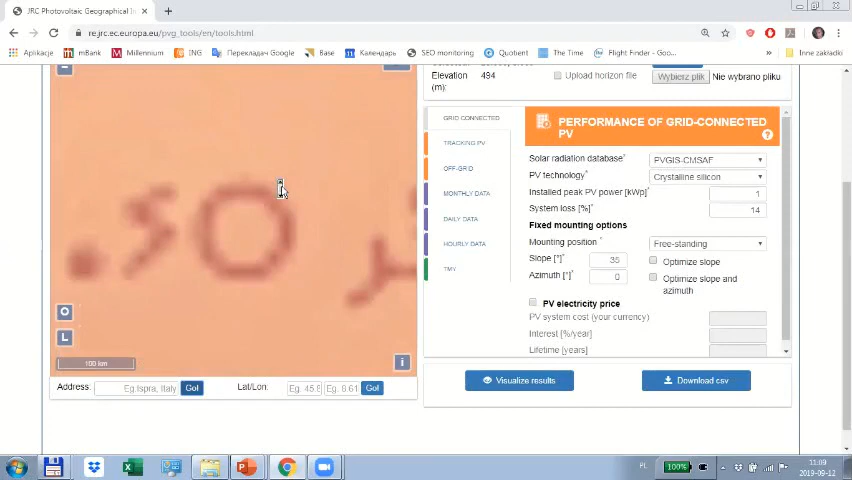 JRC Photovoltaic Geographical In
re.jrc.ec.europa.eu/pvg_tools/en/tools.html
Aplikacje
mBank
Millennium
ING
Перекладач Google
Base
Календарь
SEO monitoring
Quotient
The Time
Flight Finder - Goo...
»
Inne zakładki
Elevation
(m):
494
Upload horizon file
Wybierz plik
Nie wybrano pliku
GRID CONNECTED
TRACKING PV
OFF-GRID
MONTHLY DATA
DAILY DATA
HOURLY DATA
TMY
PERFORMANCE OF GRID-CONNECTED
PV
?
Solar radiation database*
PVGIS-CMSAF
PV technology*
Crystalline silicon
Installed peak PV power [kWp]*
1
System loss [%]*
14
Fixed mounting options
Mounting position *
Free-standing
Slope [°]*
35
Optimize slope
Azimuth [°]*
0
Optimize slope and
azimuth
PV electricity price
PV system cost (your currency)
Interest [%/year]
Lifetime [years]
L
i
Address:
Eg.Ispra, Italy
Go!
Lat/Lon:
Eg. 45.8
Eg. 8.61
Go!
Visualize results
Download csv
PL
100%
11:09
2019-09-12